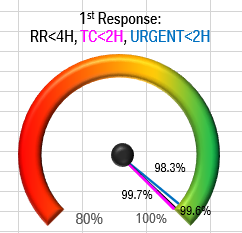 1st Response:
RR<4H, TC<2H, URGENT<2H
98.3%
99.7%
99.6%
80%
100%